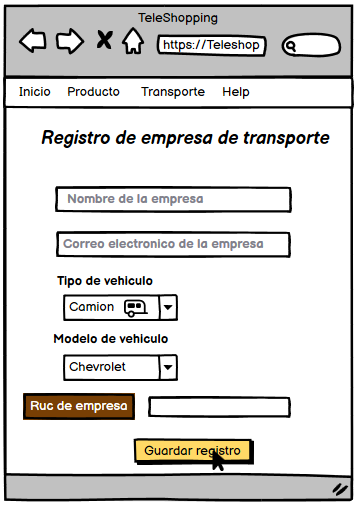 TeleShopping
https://Teleshop
Inicio Producto Transporte Help
Registro de empresa de transporte
Nombre de la empresa
Correo electronico de la empresa
Tipo de vehiculo
Camion
Modelo de vehiculo
Chevrolet
Ruc de empresa
Guardar registro